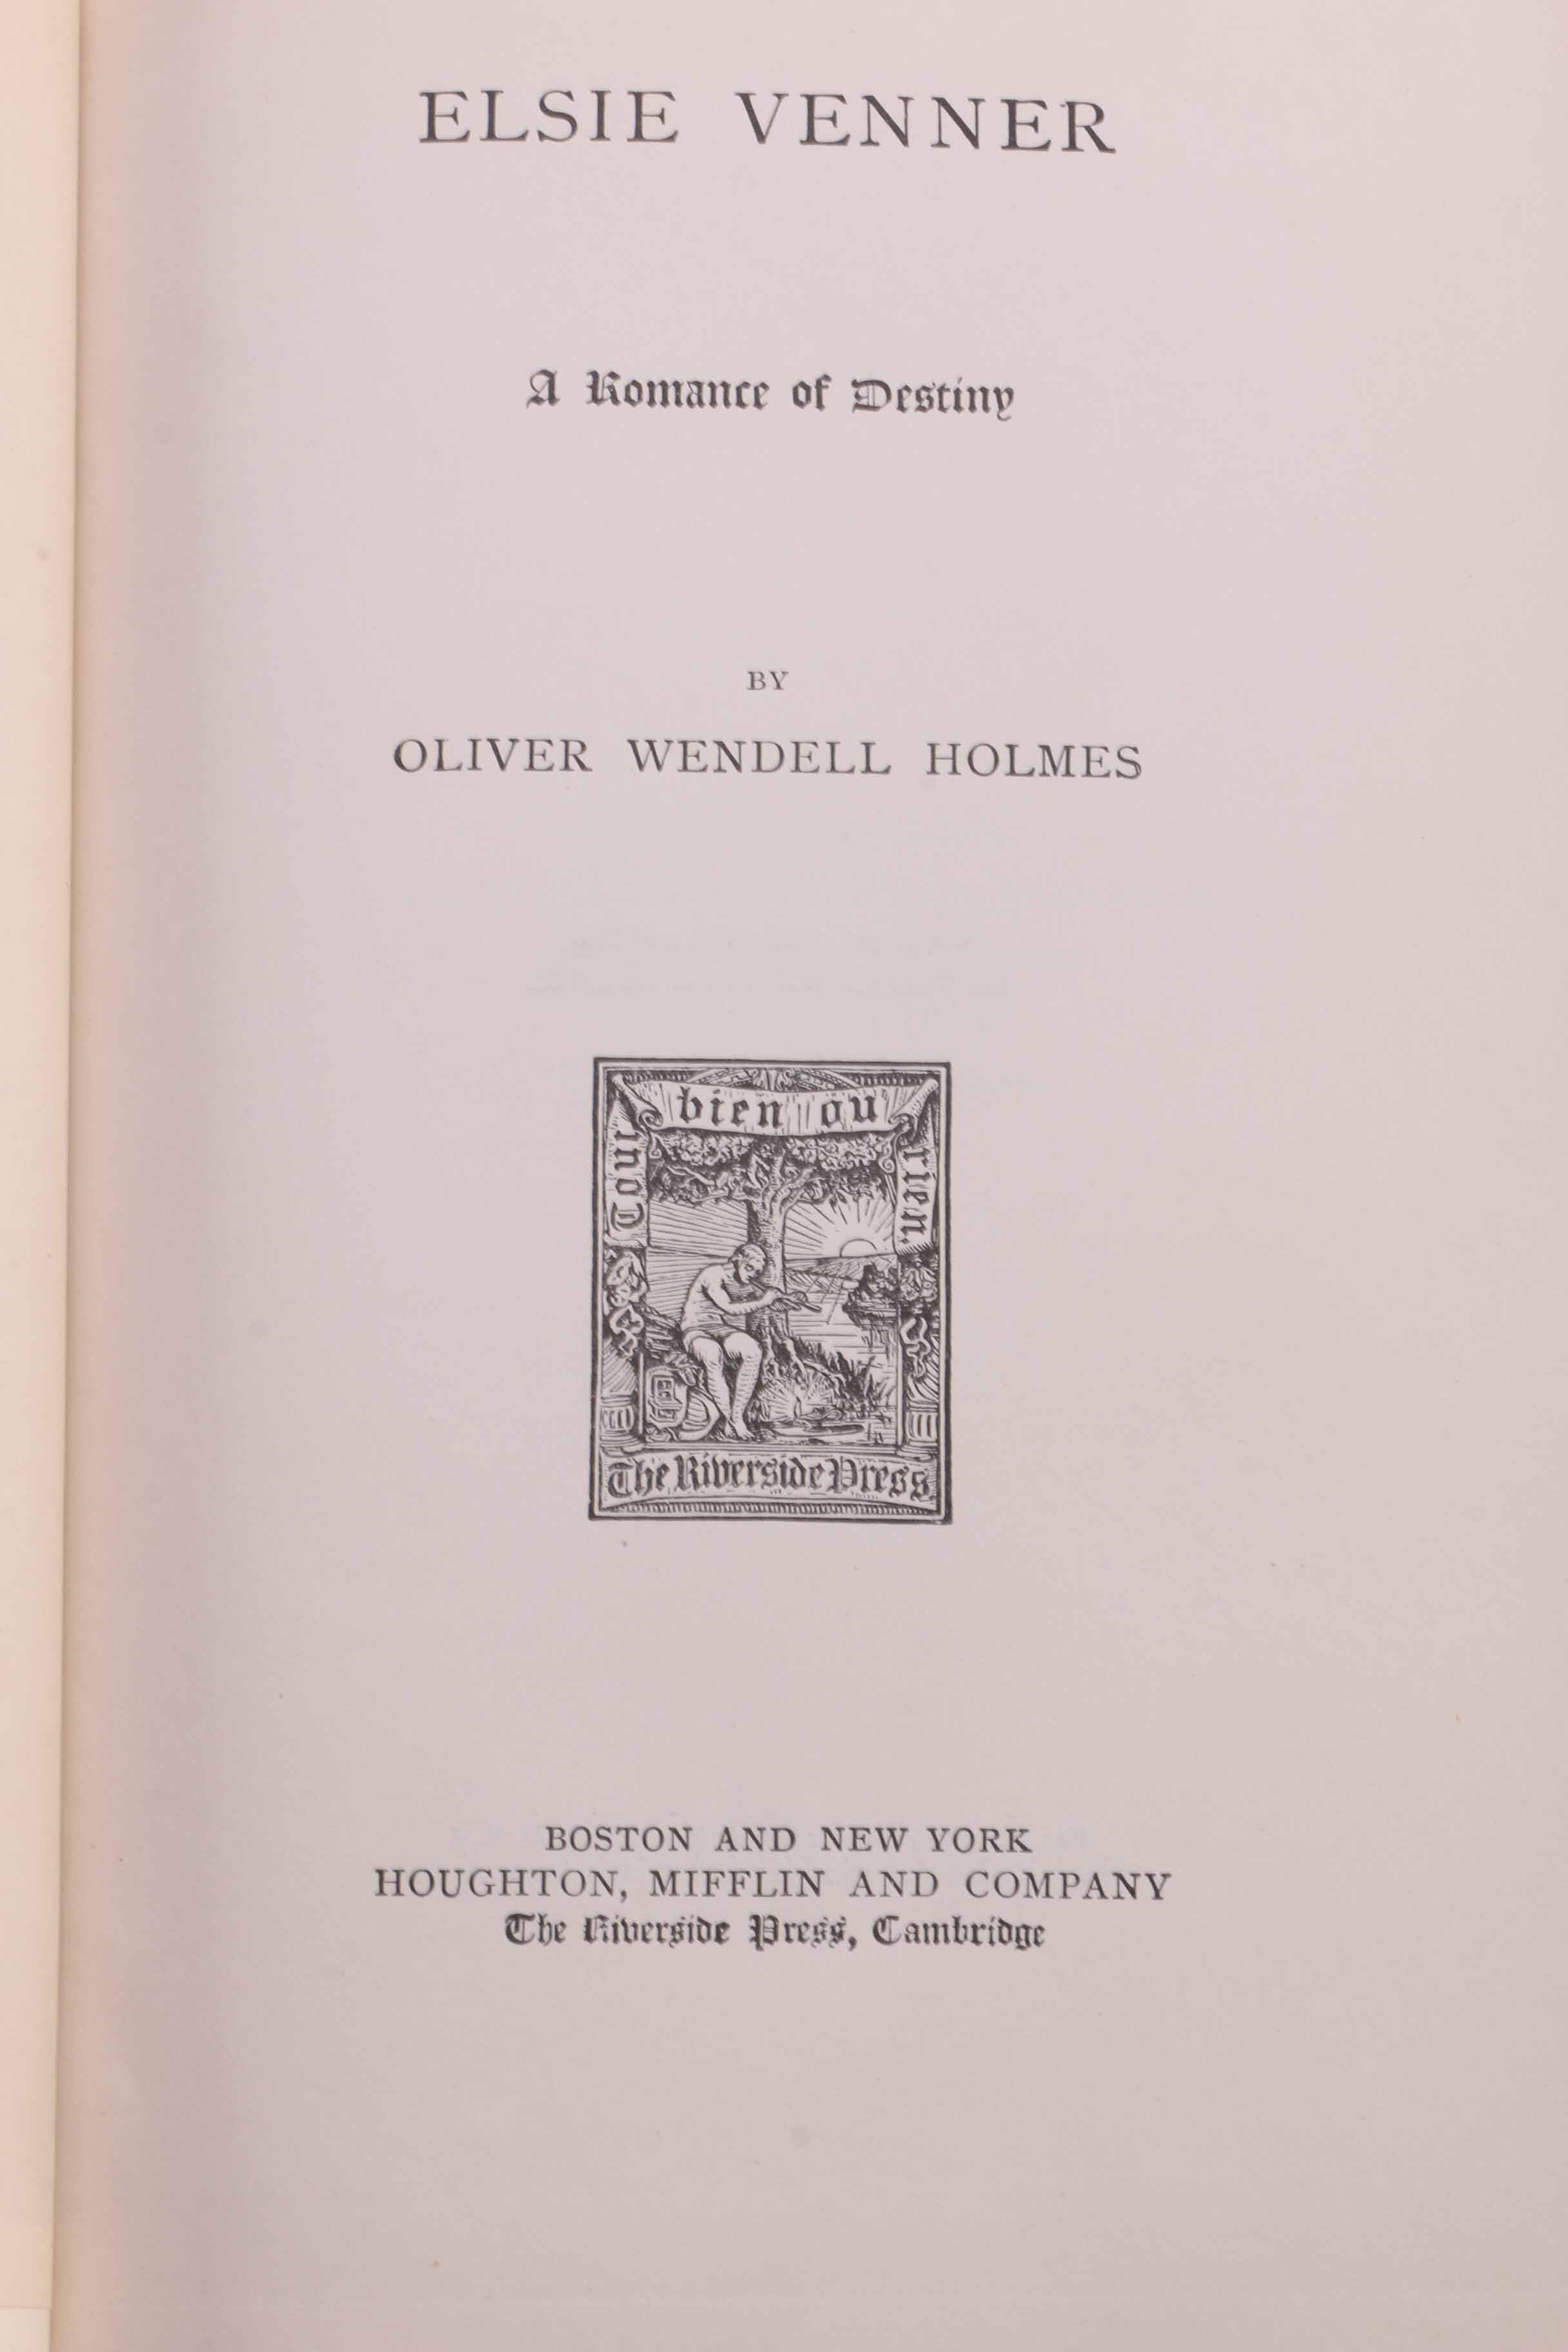 ELSIE VENNER
A Romance of Destiny
BY
OLIVER WENDELL HOLMES
Tout bien ou rien.
The Riverside Press
BOSTON AND NEW YORK
HOUGHTON, MIFFLIN AND COMPANY
The Riverside Press, Cambridge